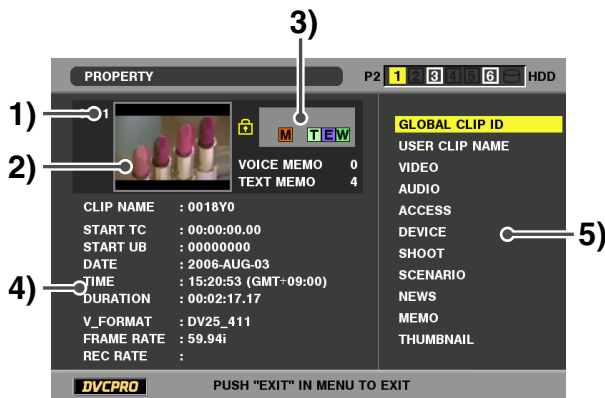 3)
PROPERTY
P2 1 2 3 4 5 6 HDD
1)
1
M T E W
2)
VOICE MEMO 0
TEXT MEMO 4
GLOBAL CLIP ID
USER CLIP NAME
VIDEO
AUDIO
ACCESS
DEVICE
SHOOT
SCENARIO
NEWS
MEMO
THUMBNAIL
5)
CLIP NAME : 0018Y0
START TC : 00:00:00.00
START UB : 00000000
DATE : 2006-AUG-03
4)
TIME : 15:20:53 (GMT+09:00)
DURATION : 00:02:17.17
V_FORMAT : DV25_411
FRAME RATE : 59.94i
REC RATE :
DVCPRO
PUSH "EXIT" IN MENU TO EXIT